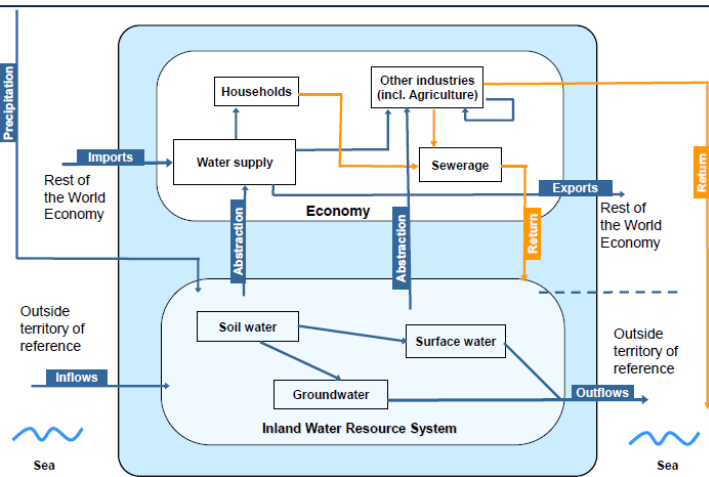 Precipitation
Other industries
(incl. Agriculture)
Households
Imports
Water supply
Sewerage
Rest of
the World
Economy
Exports
Rest of
the World
Economy
Economy
Return
Abstraction
Abstraction
Return
Outside
territory of
reference
Soil water
Surface water
Outside
territory of
reference
Inflows
Groundwater
Outflows
Inland Water Resource System
Sea
Sea